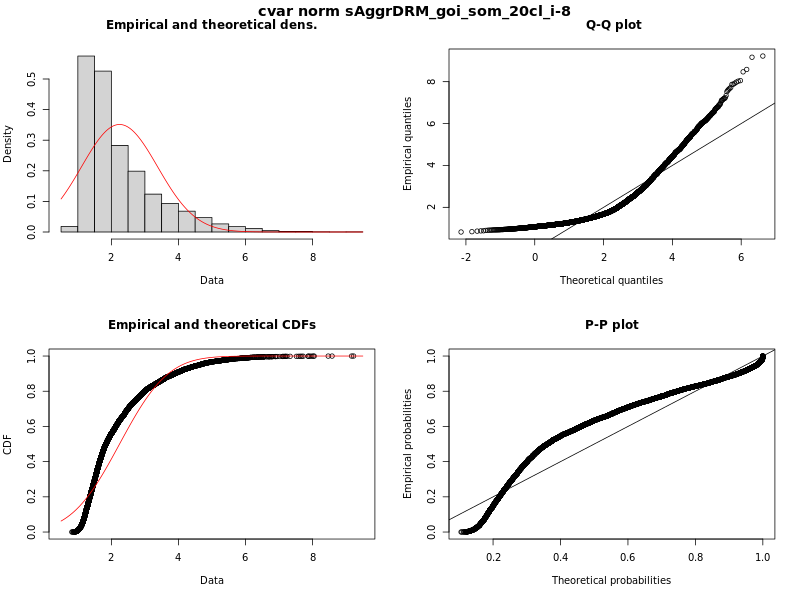 cvar norm sAggrDRM_goi_som_20cl_i-8
Empirical and theoretical dens.
Density
0.0 0.1 0.2 0.3 0.4 0.5
2 4 6 8
Data
Q-Q plot
Empirical quantiles
2 4 6 8
-2 0 2 4 6
Theoretical quantiles
Empirical and theoretical CDFs
CDF
0.0 0.2 0.4 0.6 0.8 1.0
2 4 6 8
Data
P-P plot
Empirical probabilities
0.0 0.2 0.4 0.6 0.8 1.0
0.2 0.4 0.6 0.8 1.0
Theoretical probabilities